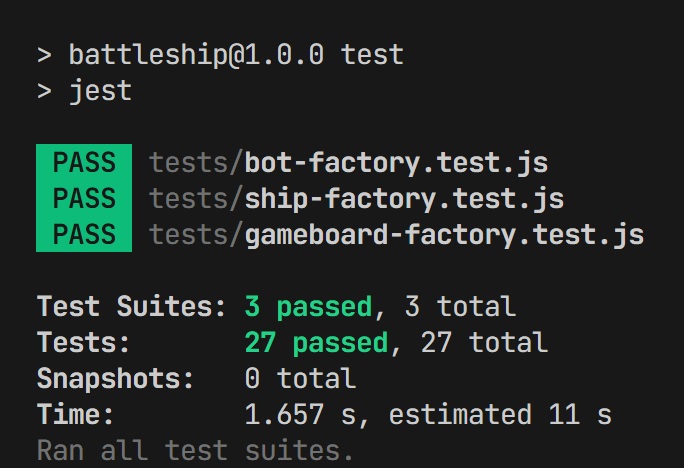 > battleship@1.0.0 test
> jest
PASS tests/bot-factory.test.js
PASS tests/ship-factory.test.js
PASS tests/gameboard-factory.test.js
Test Suites: 3 passed, 3 total
Tests: 27 passed, 27 total
Snapshots: 0 total
Time: 1.657 s, estimated 11 s
Ran all test suites.